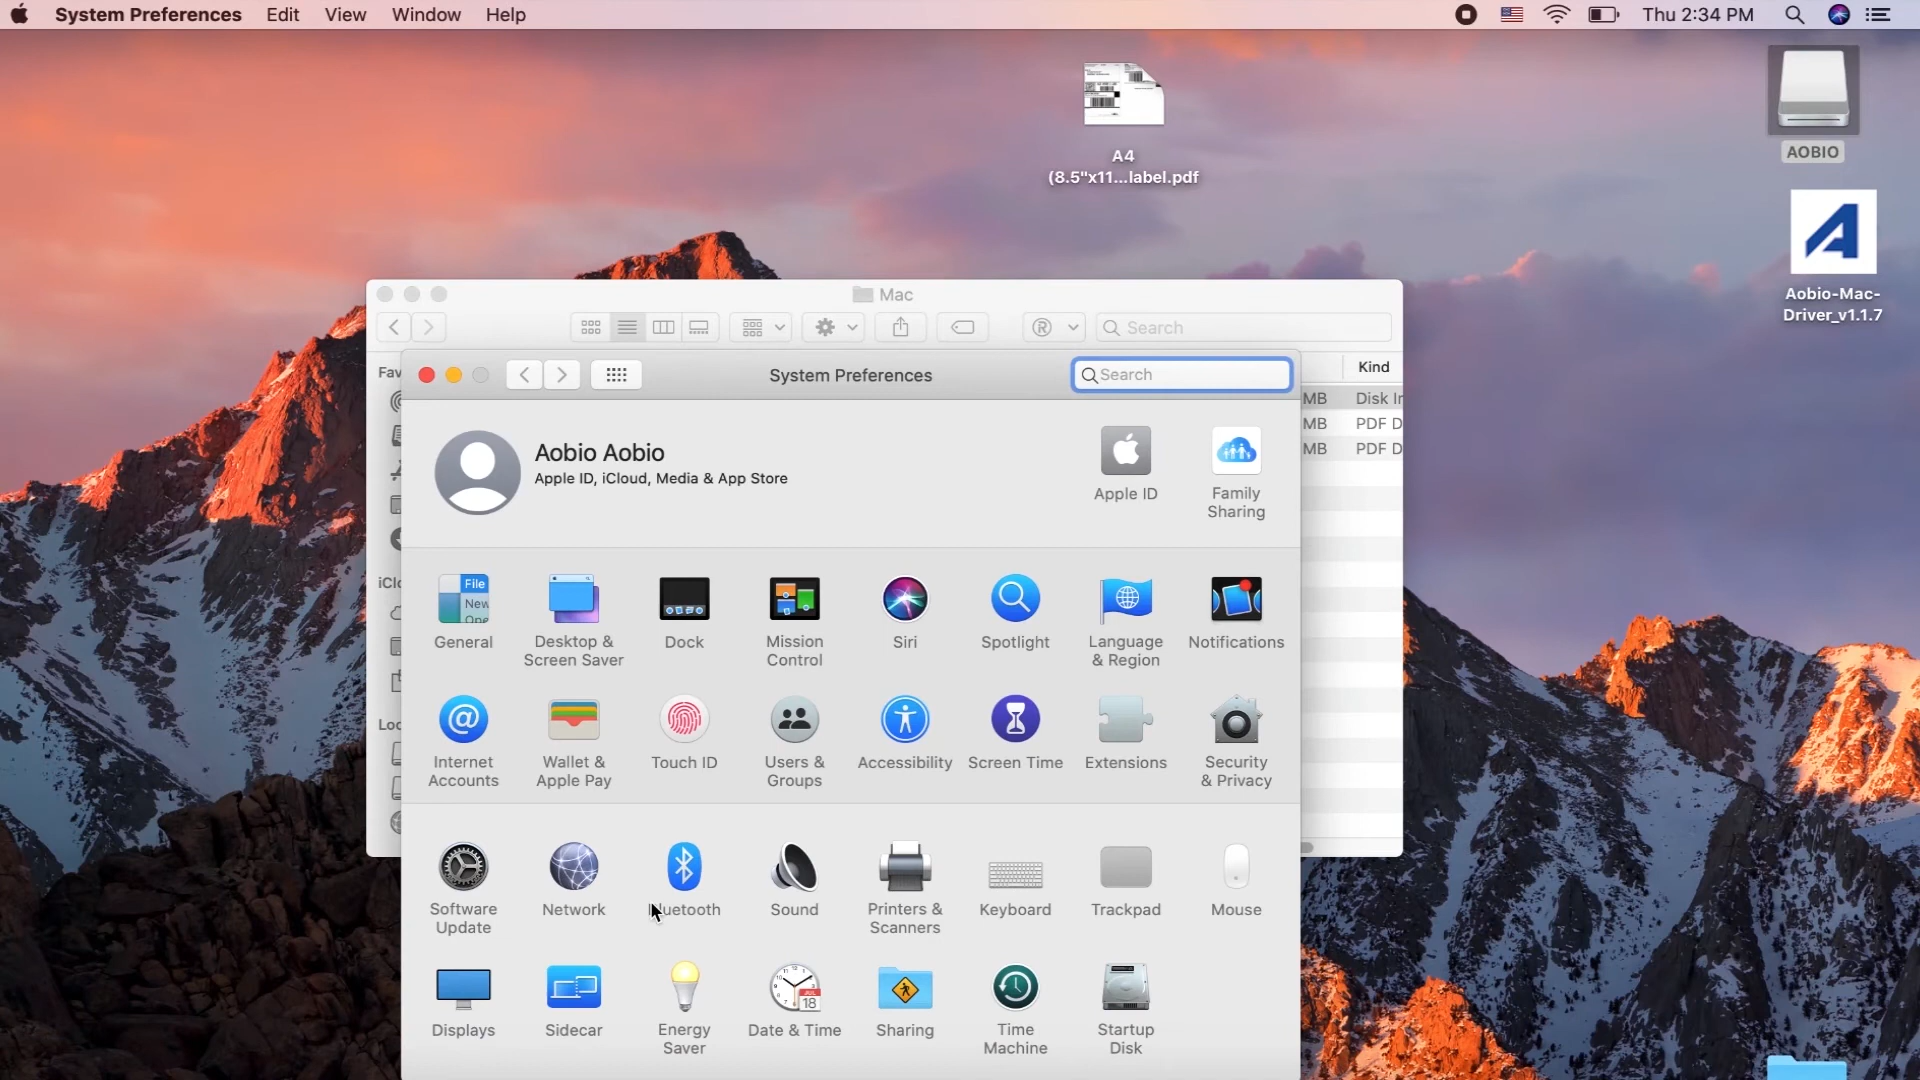 System Preferences Edit View Window Help
Thu 2:34 PM
A4
(8.5"x11...label.pdf
AOBIO
Aobio-Mac-
Driver_v1.1.7
Mac
Search
Fav
Kind
System Preferences
Search
MB Disk Ir
MB PDF D
MB PDF D
Aobio Aobio
Apple ID, iCloud, Media & App Store
Apple ID
Family
Sharing
iClo
File
New
Ope
General
Desktop &
Screen Saver
Dock
Mission
Control
Siri
Spotlight
Language
& Region
Notifications
Loc
Internet
Accounts
Wallet &
Apple Pay
Touch ID
Users &
Groups
Accessibility
Screen Time
Extensions
Security
& Privacy
Software
Update
Network
luetooth
Sound
Printers &
Scanners
Keyboard
Trackpad
Mouse
Displays
Sidecar
Energy
Saver
JUL
18
Date & Time
Sharing
Time
Machine
Startup
Disk